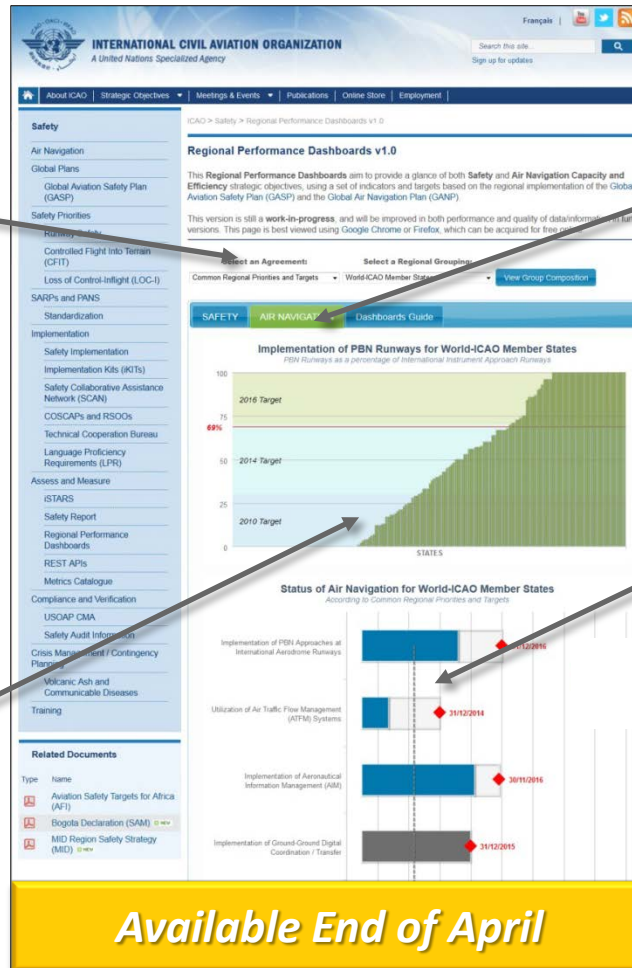 Français |
INTERNATIONAL CIVIL AVIATION ORGANIZATION
A United Nations Specialized Agency
Search this site...
Sign up for updates
About ICAO | Strategic Objectives | Meetings & Events | Publications | Online Store | Employment |
Safety
Air Navigation
Global Plans
Global Aviation Safety Plan
(GASP)
Safety Priorities
Runway Safety
Controlled Flight Into Terrain
(CFIT)
Loss of Control-Inflight (LOC-I)
SARPs and PANS
Standardization
Implementation
Safety Implementation
Implementation Kits (iKITs)
Safety Collaborative Assistance
Network (SCAN)
COSCAPs and RSOOs
Technical Cooperation Bureau
Language Proficiency
Requirements (LPR)
Assess and Measure
iSTARS
Safety Report
Regional Performance
Dashboards
REST APIs
Metrics Catalogue
Compliance and Verification
USOAP CMA
Safety Audit Information
Crisis Management / Contingency
Planning
Volcanic Ash and
Communicable Diseases
Training
Related Documents
Type Name
Aviation Safety Targets for Africa
(AFI)
Bogota Declaration (SAM) NEW
MID Region Safety Strategy
(MID) NEW
ICAO > Safety > Regional Performance Dashboards v1.0
Regional Performance Dashboards v1.0
This Regional Performance Dashboards aim to provide a glance of both Safety and Air Navigation Capacity and
Efficiency strategic objectives, using a set of indicators and targets based on the regional implementation of the Globa
Aviation Safety Plan (GASP) and the Global Air Navigation Plan (GANP).
This version is still a work-in-progress, and will be improved in both performance and quality of data/information in
versions. This page is best viewed using Google Chrome or Firefox, which can be acquired for free
Select an Agreement: Select a Regional Grouping:
Common Regional Priorities and Targets World-ICAO Member States View Group Composition
SAFETY AIR NAVIGAT Dashboards Guide
Implementation of PBN Runways for World-ICAO Member States
PBN Runways as a percentage of International Instrument Approach Runways
100
2016 Target
75
69%
50
2014 Target
25
2010 Target
0
STATES
Status of Air Navigation for World-ICAO Member States
According to Common Regional Priorities and Targets
Implementation of PBN Approaches at
International Aerodrome Runways
/12/2016
Utilization of Air Traffic Flow Management
(ATFM) Systems
31/12/2014
Implementation of Aeronautical
Information Management (AIM)
30/11/2016
Implementation of Ground-Ground Digital
Coordination / Transfer
31/12/2015
Available End of April